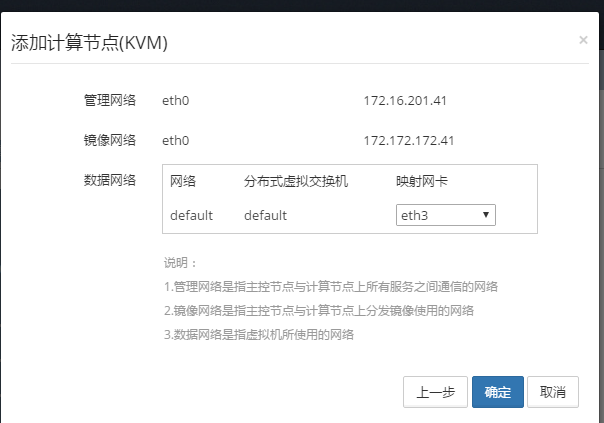 添加计算节点(KVM) ×
管理网络 eth0 172.16.201.41
镜像网络 eth0 172.172.172.41
数据网络 网络 分布式虚拟交换机 映射网卡
default default eth3
说明：
1.管理网络是指主控节点与计算节点上所有服务之间通信的网络
2.镜像网络是指主控节点与计算节点上分发镜像使用的网络
3.数据网络是指虚拟机所使用的网络
上一步 确定 取消